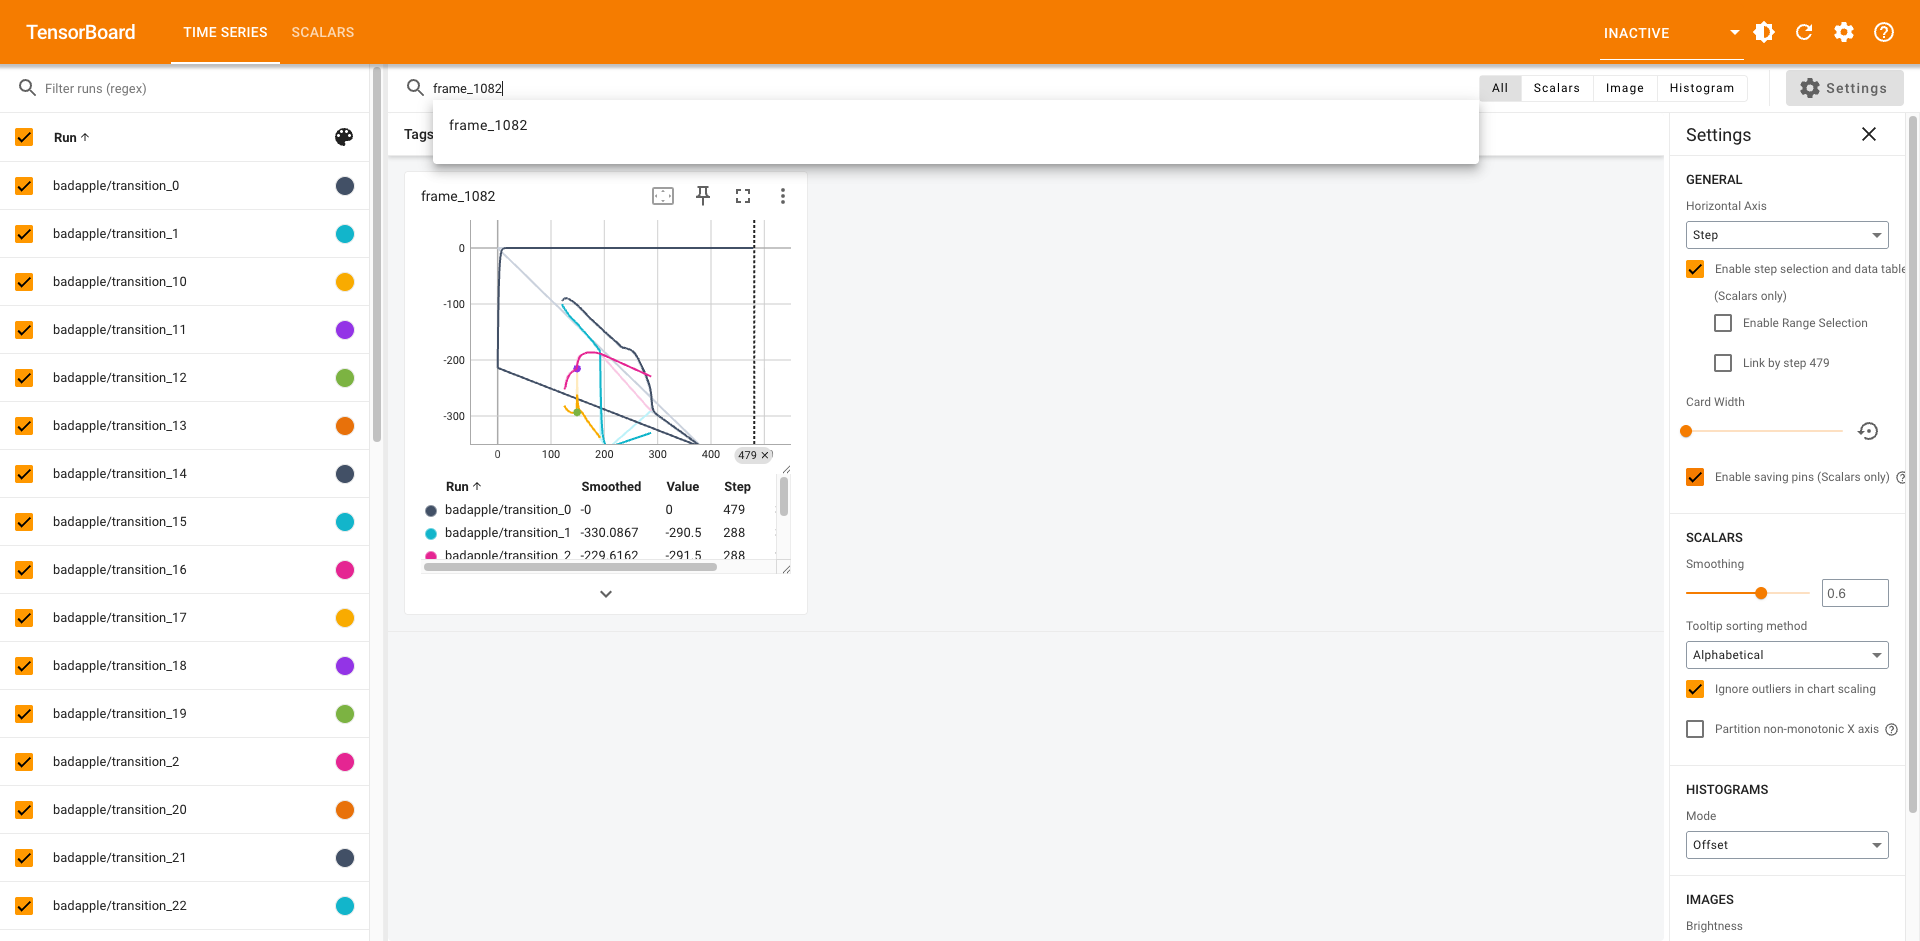 TensorBoard
TIME SERIES
SCALARS
INACTIVE
Filter runs (regex)
frame_1082
All
Scalars
Image
Histogram
Settings
Run
badapple/transition_0
badapple/transition_1
badapple/transition_10
badapple/transition_11
badapple/transition_12
badapple/transition_13
badapple/transition_14
badapple/transition_15
badapple/transition_16
badapple/transition_17
badapple/transition_18
badapple/transition_19
badapple/transition_2
badapple/transition_20
badapple/transition_21
badapple/transition_22
Tags
frame_1082
frame_1082
0
-100
-200
-300
0 100 200 300 400 479
Run Smoothed Value Step
badapple/transition_0 -0 0 479
badapple/transition_1 -330.0867 -290.5 288
badapple/transition_2 -229.6162 -291.5 288
Settings
GENERAL
Horizontal Axis
Step
Enable step selection and data table
(Scalars only)
Enable Range Selection
Link by step 479
Card Width
Enable saving pins (Scalars only)
SCALARS
Smoothing
0.6
Tooltip sorting method
Alphabetical
Ignore outliers in chart scaling
Partition non-monotonic X axis
HISTOGRAMS
Mode
Offset
IMAGES
Brightness